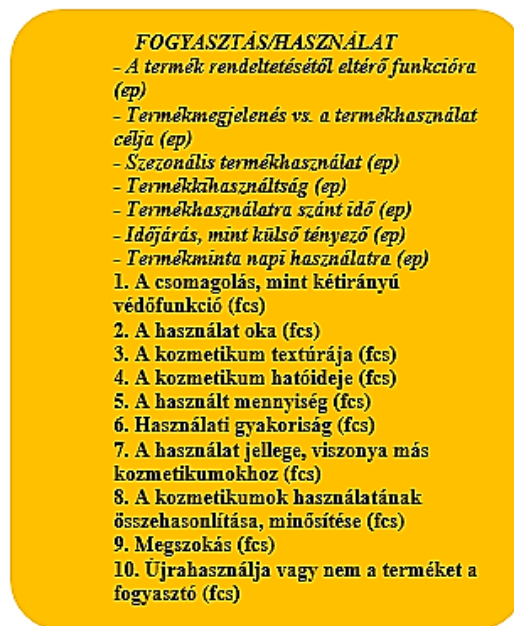 FOGYASZTÁS/HASZNÁLAT
- A termék rendeltetésétől eltérő funkcióra
(ep)
- Termékmegjelenés vs. a termékhasználat
célja (ep)
- Szezonális termékhasználat (ep)
- Termékkihasználtság (ep)
- Termékhasználatra szánt idő (ep)
- Időjárás, mint külső tényező (ep)
- Termékminta napi használatra (ep)
1. A csomagolás, mint kétirányú
védőfunkció (fcs)
2. A használat oka (fcs)
3. A kozmetikum textúrája (fcs)
4. A kozmetikum hatóideje (fcs)
5. A használt mennyiség (fcs)
6. Használati gyakoriság (fcs)
7. A használat jellege, viszonya más
kozmetikumokhoz (fcs)
8. A kozmetikumok használatának
összehasonlítása, minősítése (fcs)
9. Megszokás (fcs)
10. Újrahasználja vagy nem a terméket a
fogyasztó (fcs)